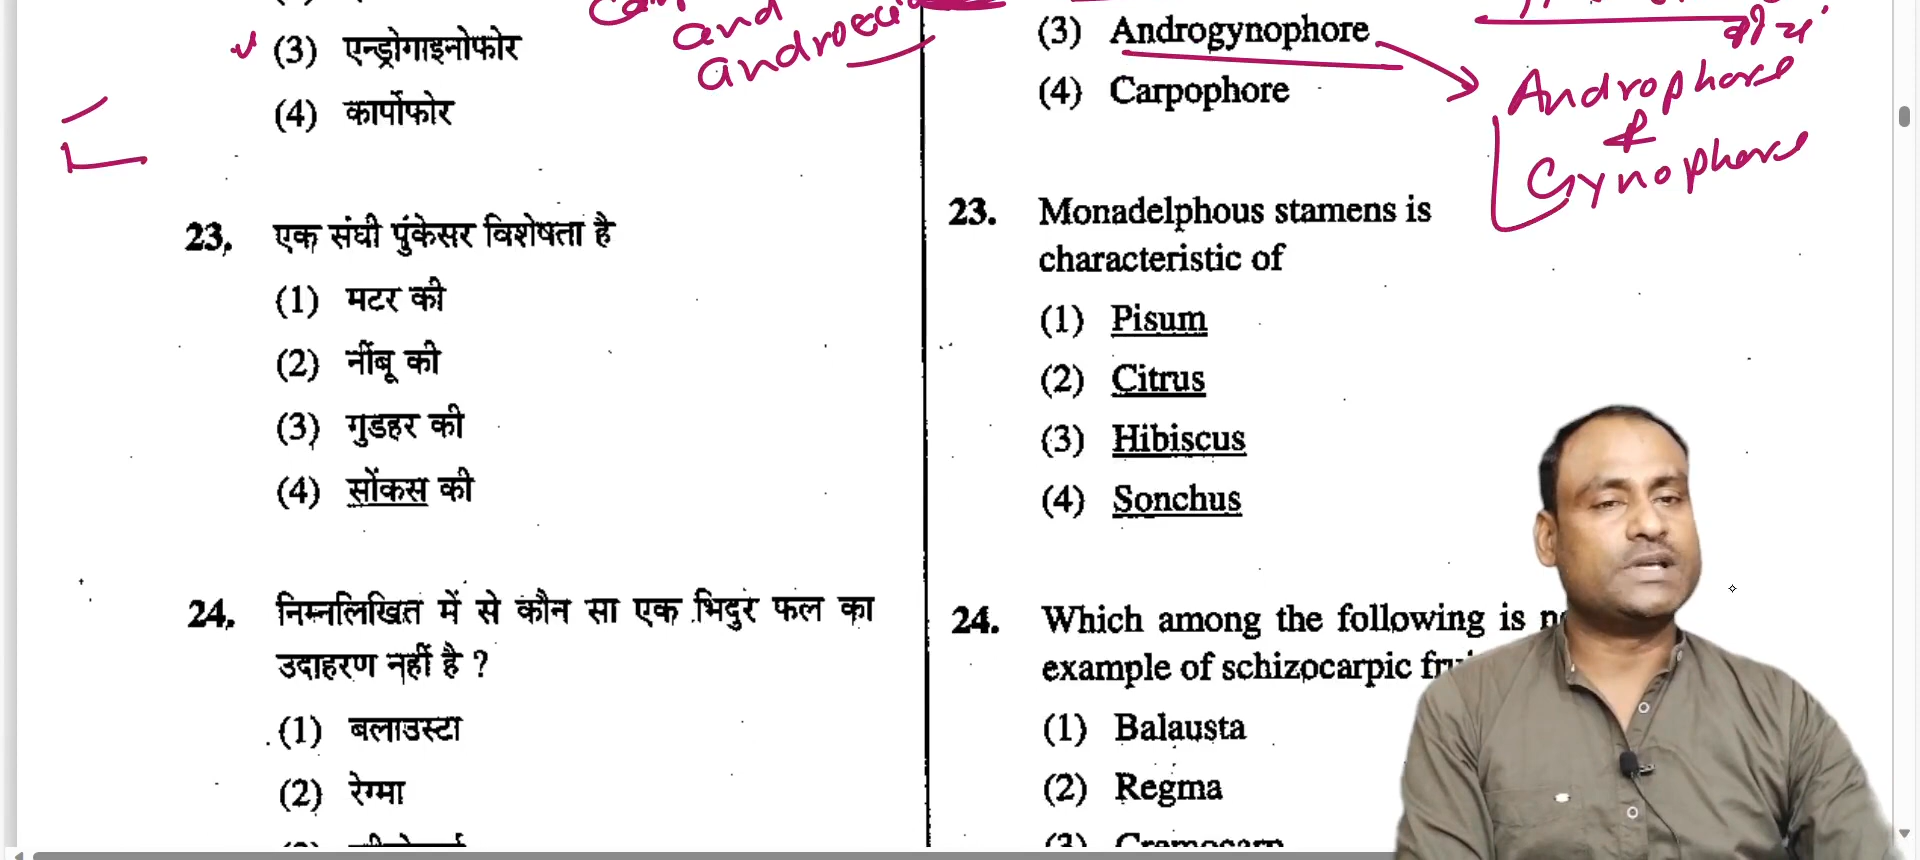 (3) एन्ड्रोगाइनोफोर
(4) कार्पोफोर
and
androeci
23. एक संघी पुंकेसर विशेषता है
(1) मटर की
(2) नींबू की
(3) गुडहर की
(4) सोंकस की
24. निम्नलिखित में से कौन सा एक भिदुर फल का
उदाहरण नहीं है ?
(1) बलाउस्टा
(2) रेग्मा
(3) Androgynophore
(4) Carpophore
Androphore
&
Gynophore
23. Monadelphous stamens is
characteristic of
(1) Pisum
(2) Citrus
(3) Hibiscus
(4) Sonchus
24. Which among the following is
example of schizocarpic
(1) Balausta
(2) Regma
(3) Cremocarp